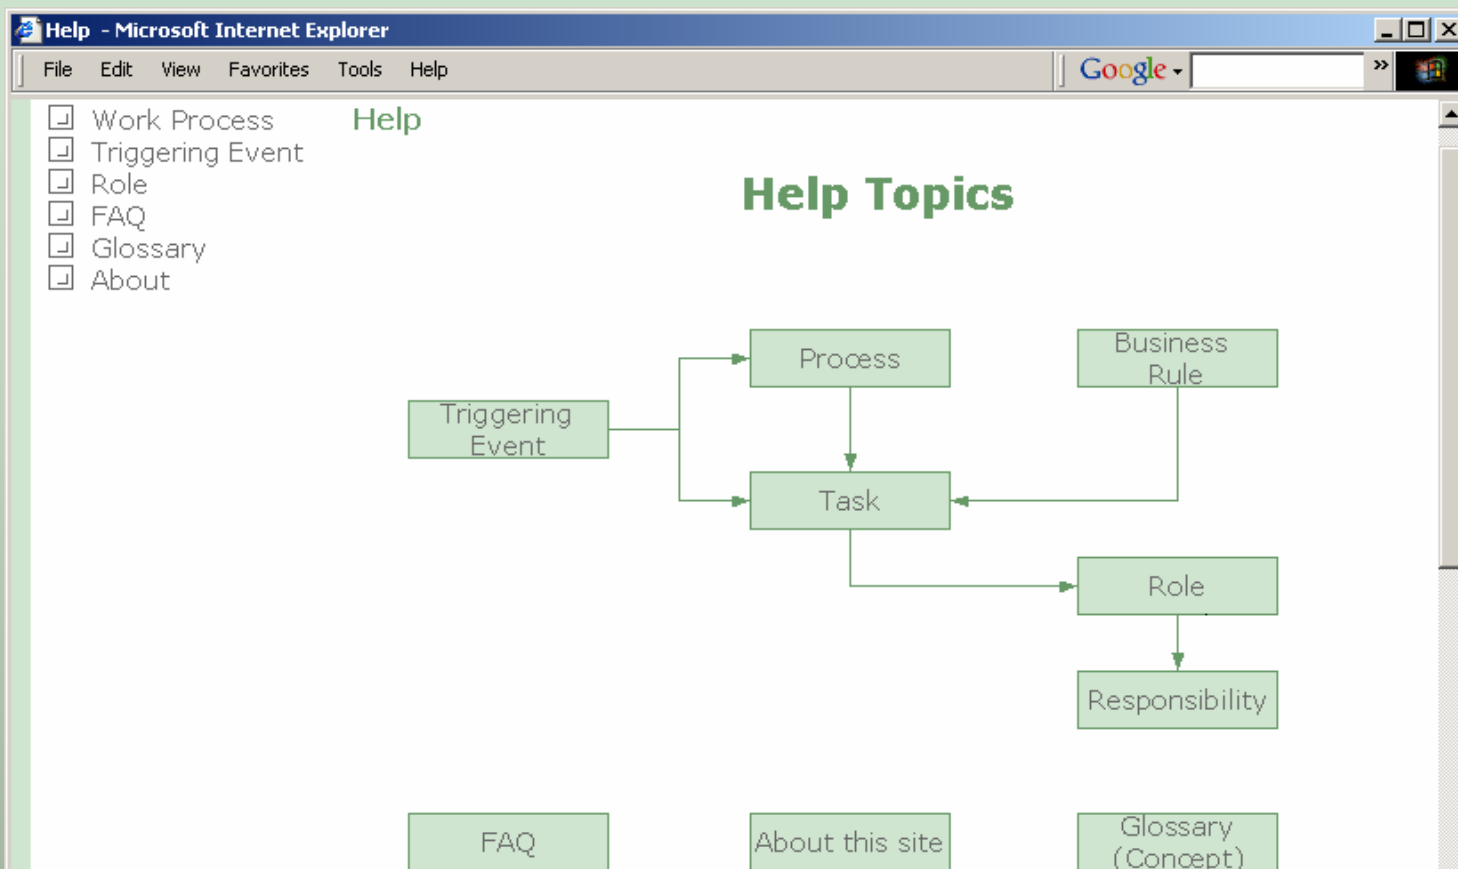 Help - Microsoft Internet Explorer
File Edit View Favorites Tools Help
Google
»
Work Process
Triggering Event
Role
FAQ
Glossary
About
Help
Help Topics
Process
Business
Rule
Triggering
Event
Task
Role
Responsibility
FAQ
About this site
Glossary
(Concept)